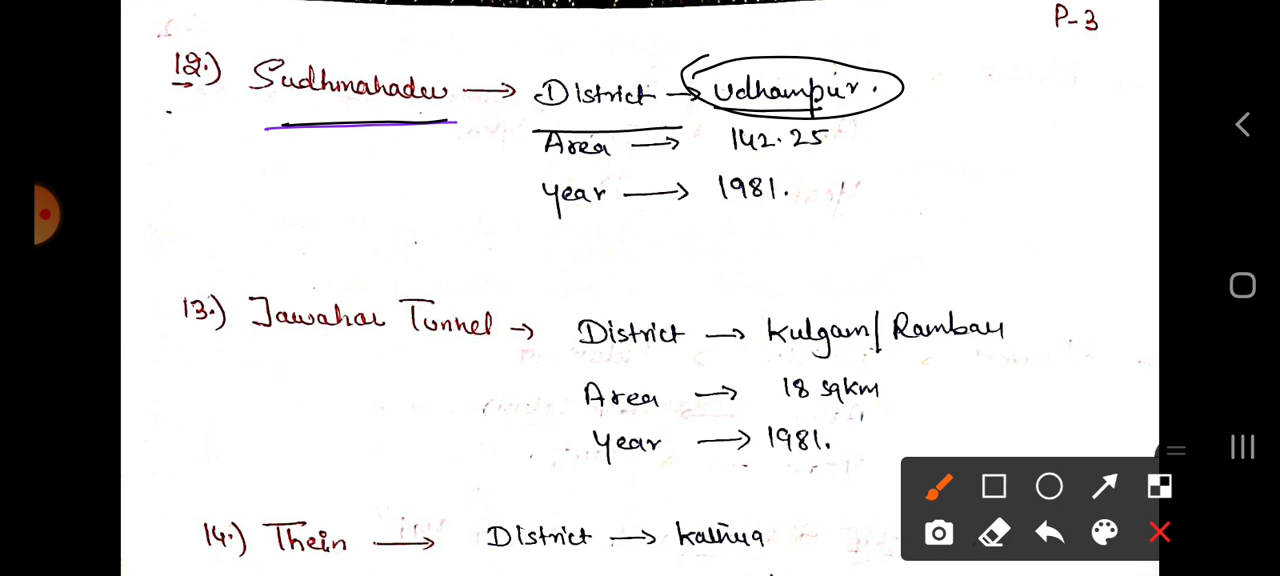 P-3
12.) Sudhmahadev → District → Udhampur.
Area → 142.25
Year → 1981.
13.) Jawahar Tunnel → District → Kulgam/Ramban
Area → 18 sqkm
Year → 1981.
14.) Thein → District → Kathua